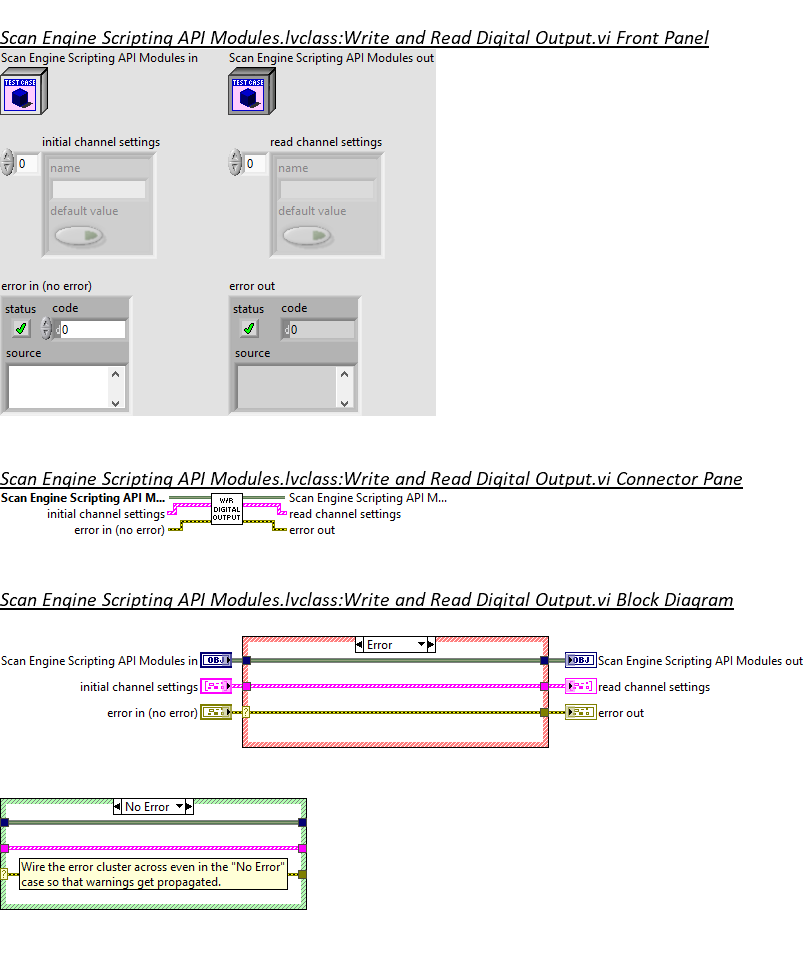 Scan Engine Scripting API Modules.lvclass:Write and Read Digital Output.vi Front Panel
Scan Engine Scripting API Modules in
Scan Engine Scripting API Modules out
TEST CASE
TEST CASE
initial channel settings
read channel settings
0
name
0
name
default value
default value
error in (no error)
error out
status code
status code
d0
d0
source
source
Scan Engine Scripting API Modules.lvclass:Write and Read Digital Output.vi Connector Pane
Scan Engine Scripting API M...
W/R
Scan Engine Scripting API M...
initial channel settings
DIGITAL
read channel settings
error in (no error)
OUTPUT
error out
Scan Engine Scripting API Modules.lvclass:Write and Read Digital Output.vi Block Diagram
Error
Scan Engine Scripting API Modules in
OBJ
OBJ
Scan Engine Scripting API Modules out
initial channel settings
read channel settings
error in (no error)
?
error out
No Error
Wire the error cluster across even in the "No Error"
?
case so that warnings get propagated.